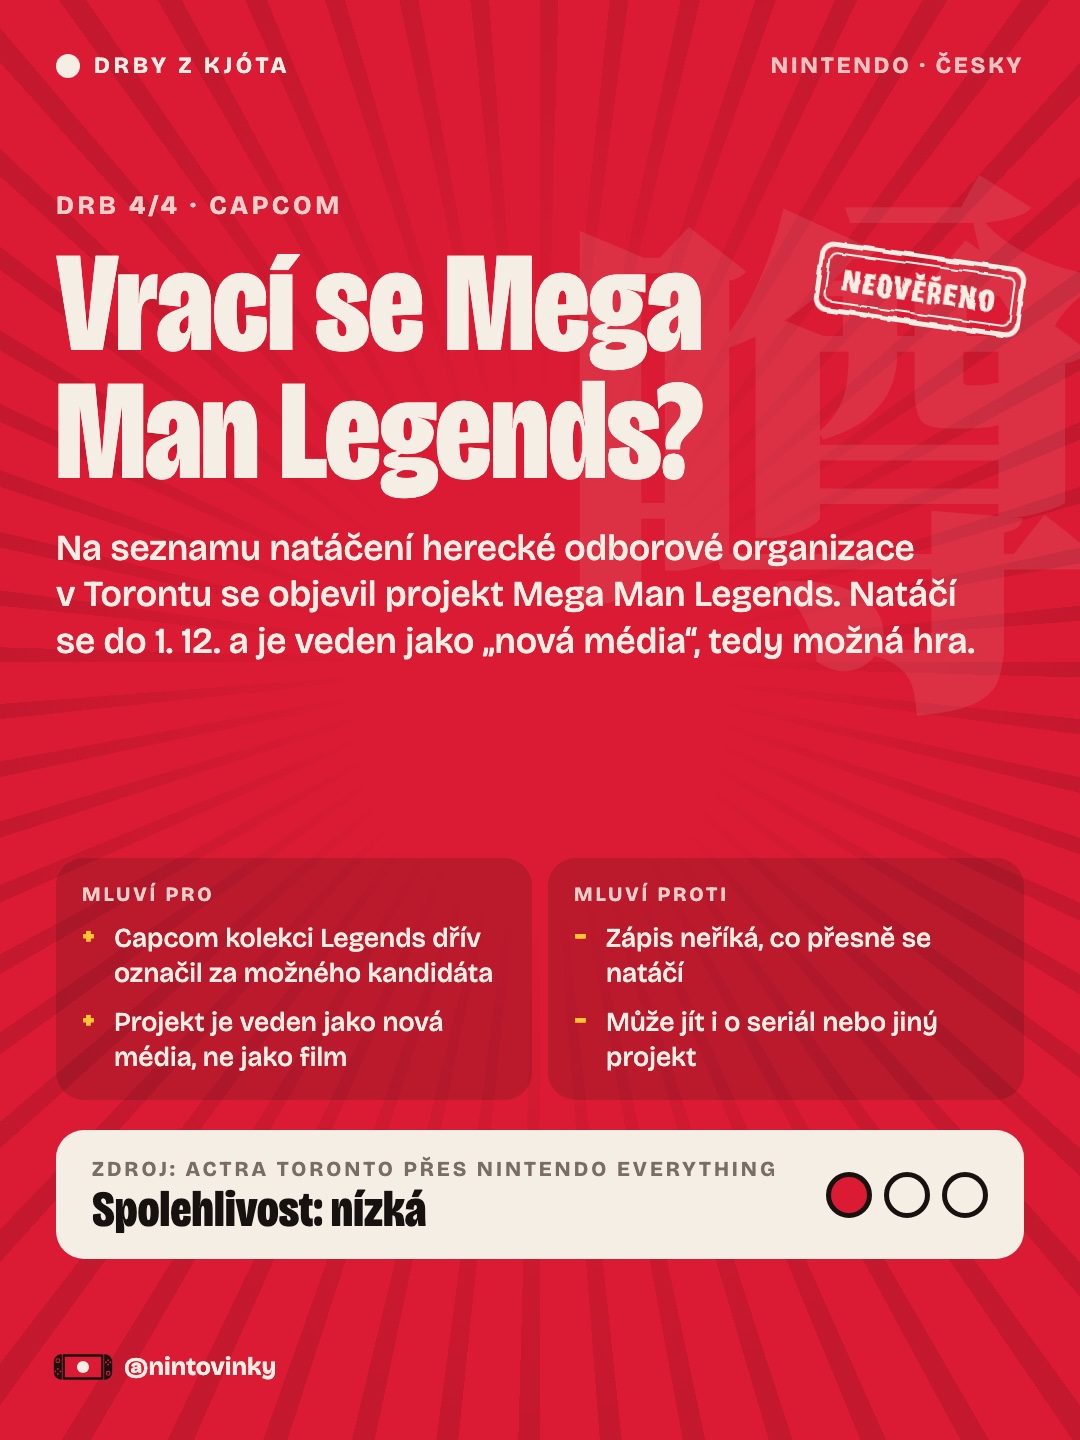 DRBY Z KJÓTA
NINTENDO · ČESKY
DRB 4/4 · CAPCOM
噂
Vrací se Mega
Man Legends?
NEOVĚŘENO
Na seznamu natáčení herecké odborové organizace
v Torontu se objevil projekt Mega Man Legends. Natáčí
se do 1. 12. a je veden jako „nová média“, tedy možná hra.
MLUVÍ PRO
+ Capcom kolekci Legends dřív
označil za možného kandidáta
+ Projekt je veden jako nová
média, ne jako film
MLUVÍ PROTI
– Zápis neříká, co přesně se
natáčí
– Může jít i o seriál nebo jiný
projekt
ZDROJ: ACTRA TORONTO PŘES NINTENDO EVERYTHING
Spolehlivost: nízká
@nintovinky